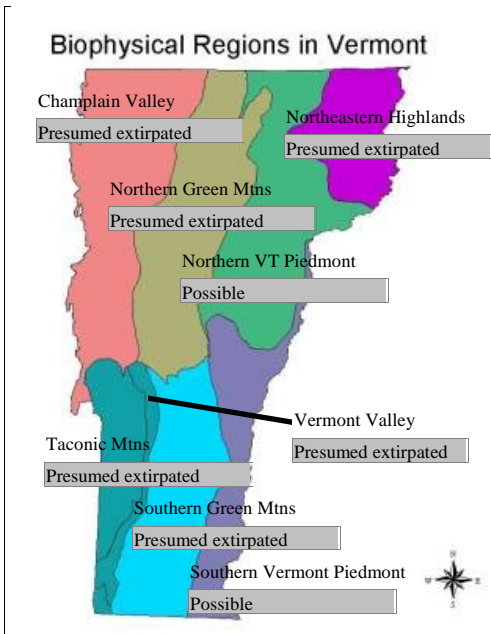 Biophysical Regions in Vermont
Champlain Valley
Presumed extirpated
Northeastern Highlands
Presumed extirpated
Northern Green Mtns
Presumed extirpated
Northern VT Piedmont
Possible
Vermont Valley
Presumed extirpated
Taconic Mtns
Presumed extirpated
Southern Green Mtns
Presumed extirpated
Southern Vermont Piedmont
Possible
N
W E
S